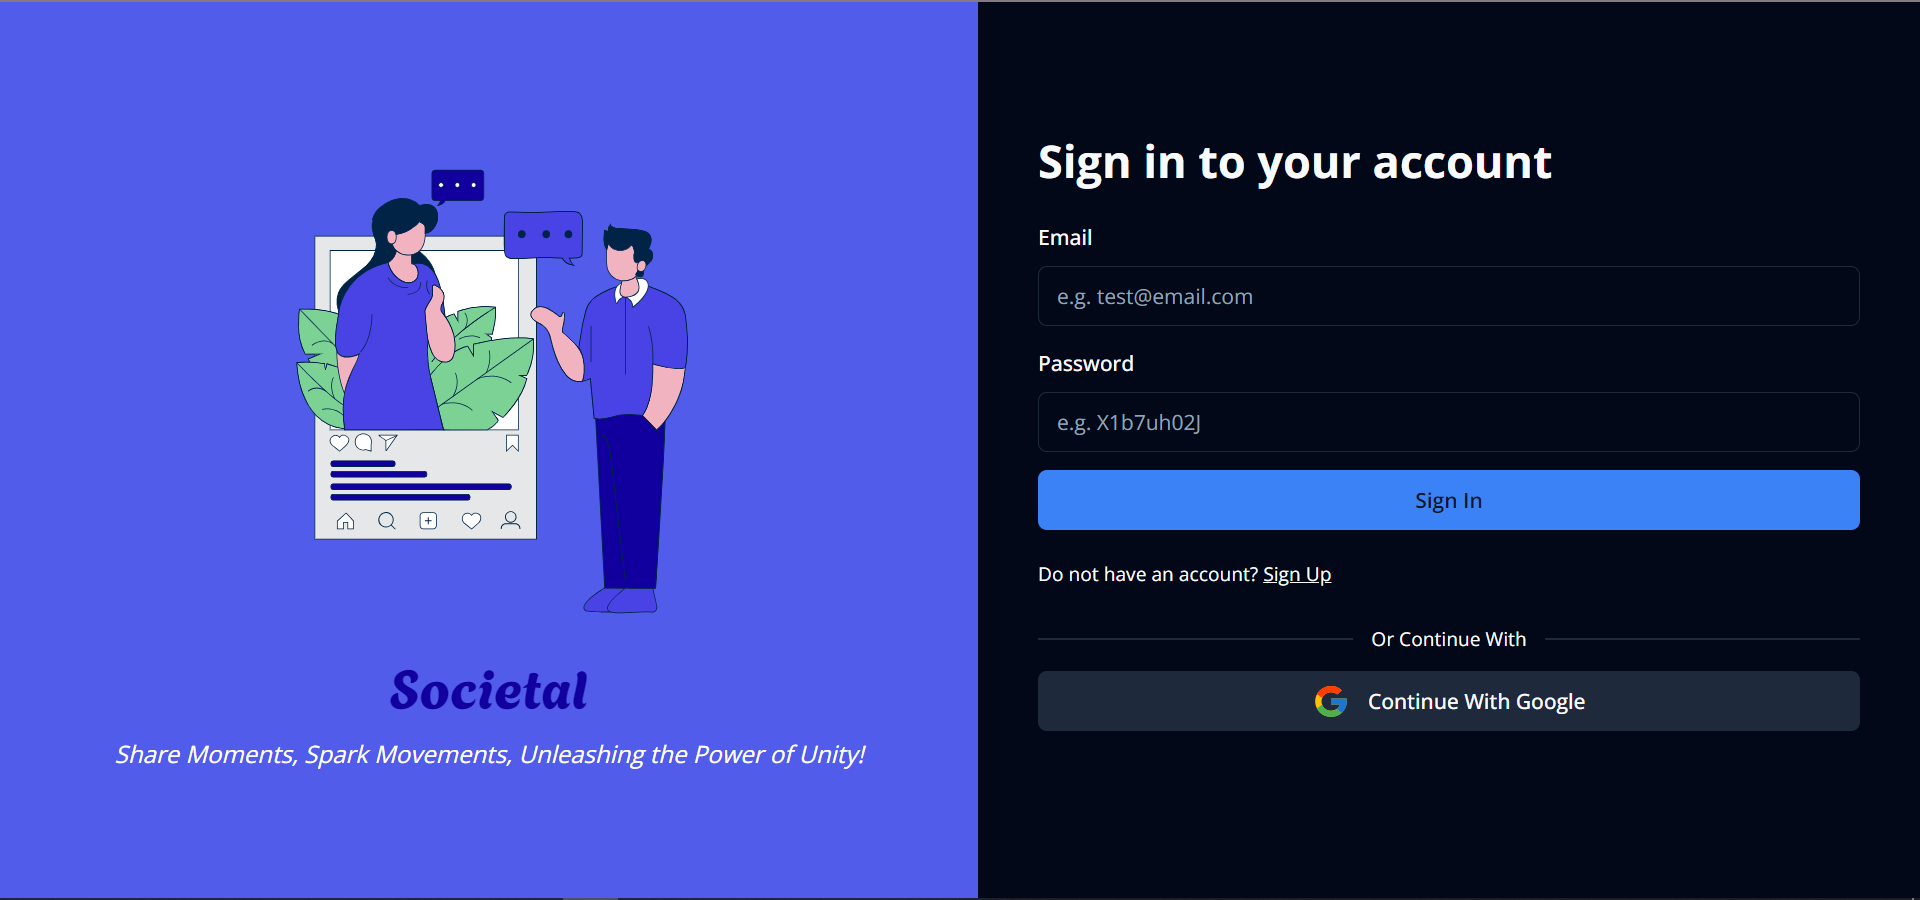 Societal
Share Moments, Spark Movements, Unleashing the Power of Unity!
Sign in to your account
Email
e.g. test@email.com
Password
e.g. X1b7uh02J
Sign In
Do not have an account? Sign Up
Or Continue With
Continue With Google